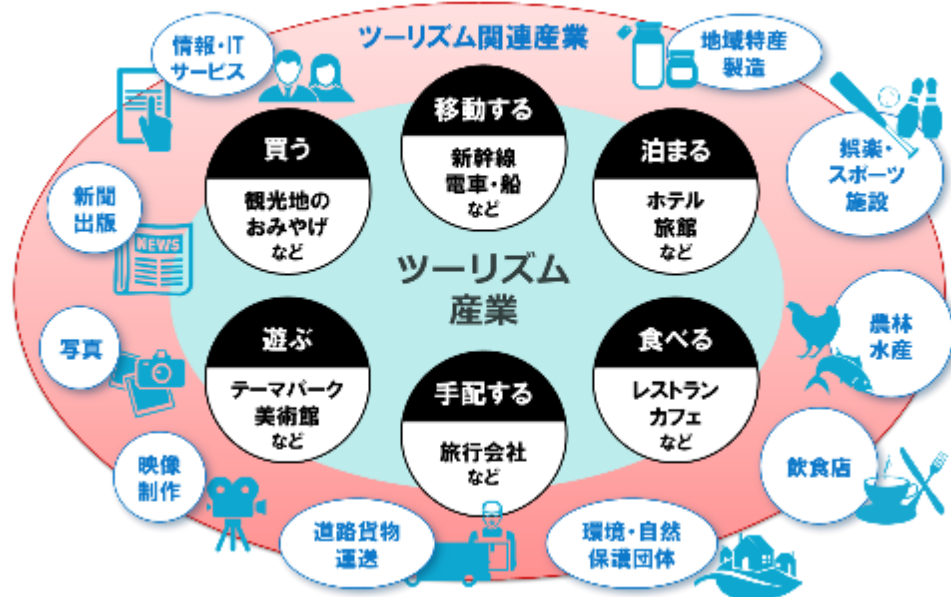 ツーリズム関連産業
情報・IT
サービス
地域特産
製造
娯楽・
スポーツ
施設
農林
水産
飲食店
環境・自然
保護団体
道路貨物
運送
映像
制作
写真
新聞
出版
NEWS
ツーリズム
産業
移動する
新幹線
電車・船
など
泊まる
ホテル
旅館
など
食べる
レストラン
カフェ
など
手配する
旅行会社
など
遊ぶ
テーマパーク
美術館
など
買う
観光地の
おみやげ
など